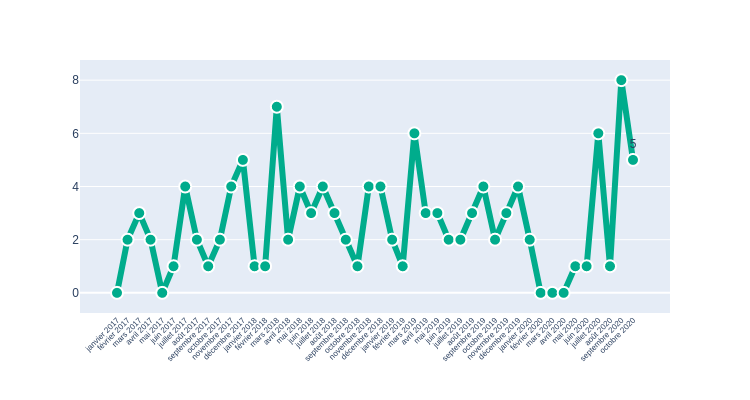 8
6
4
2
0
5
janvier 2017
février 2017
mars 2017
avril 2017
mai 2017
juin 2017
juillet 2017
août 2017
septembre 2017
octobre 2017
novembre 2017
décembre 2017
janvier 2018
février 2018
mars 2018
avril 2018
mai 2018
juin 2018
juillet 2018
août 2018
septembre 2018
octobre 2018
novembre 2018
décembre 2018
janvier 2019
février 2019
mars 2019
avril 2019
mai 2019
juin 2019
juillet 2019
août 2019
septembre 2019
octobre 2019
novembre 2019
décembre 2019
janvier 2020
février 2020
mars 2020
avril 2020
mai 2020
juin 2020
juillet 2020
août 2020
septembre 2020
octobre 2020